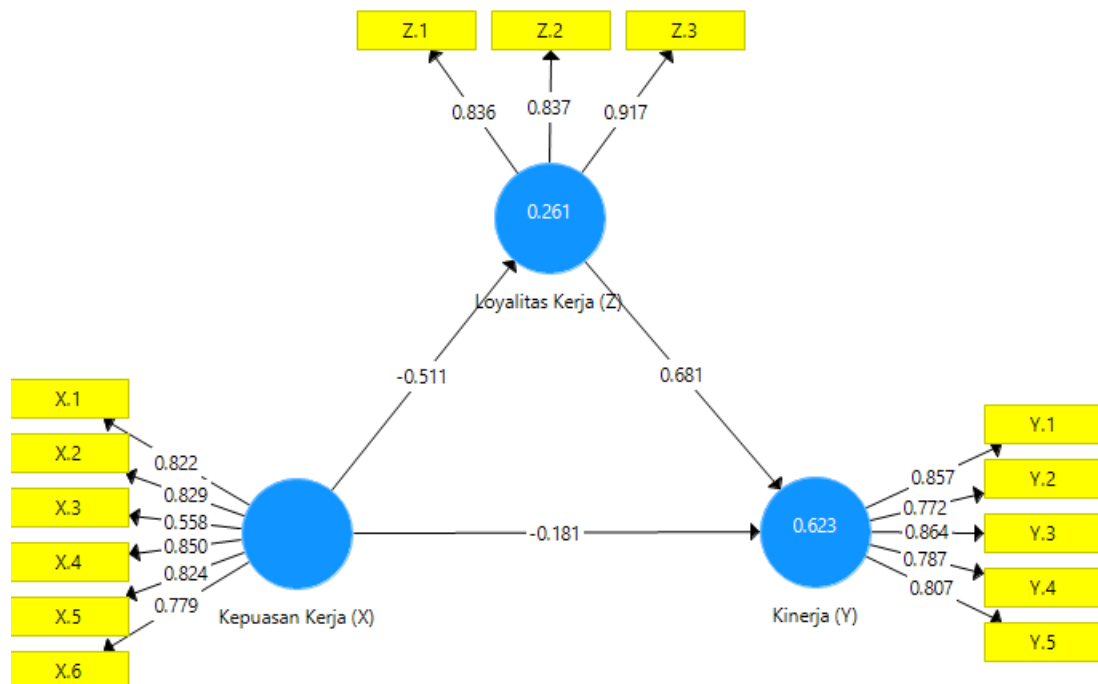 Z.1
Z.2
Z.3
0.836
0.837
0.917
0.261
Loyalitas Kerja (Z)
-0.511
0.681
X.1
X.2
X.3
X.4
X.5
X.6
0.822
0.829
0.558
0.850
0.824
0.779
Kepuasan Kerja (X)
-0.181
0.623
Kinerja (Y)
0.857
0.772
0.864
0.787
0.807
Y.1
Y.2
Y.3
Y.4
Y.5